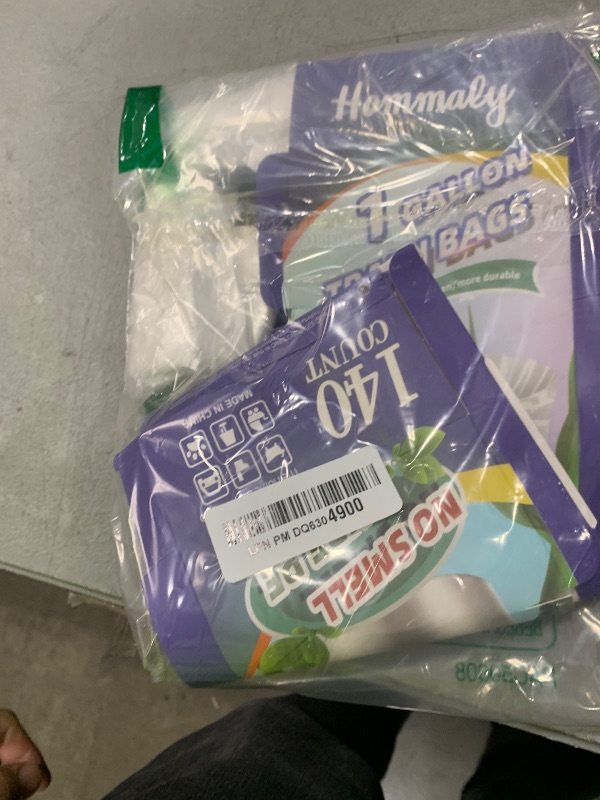 Hommaly
1 GALLON
TRASH BAGS
more durable
140
COUNT
MADE IN CHINA
LPN PM DQ6304900
NO SMELL